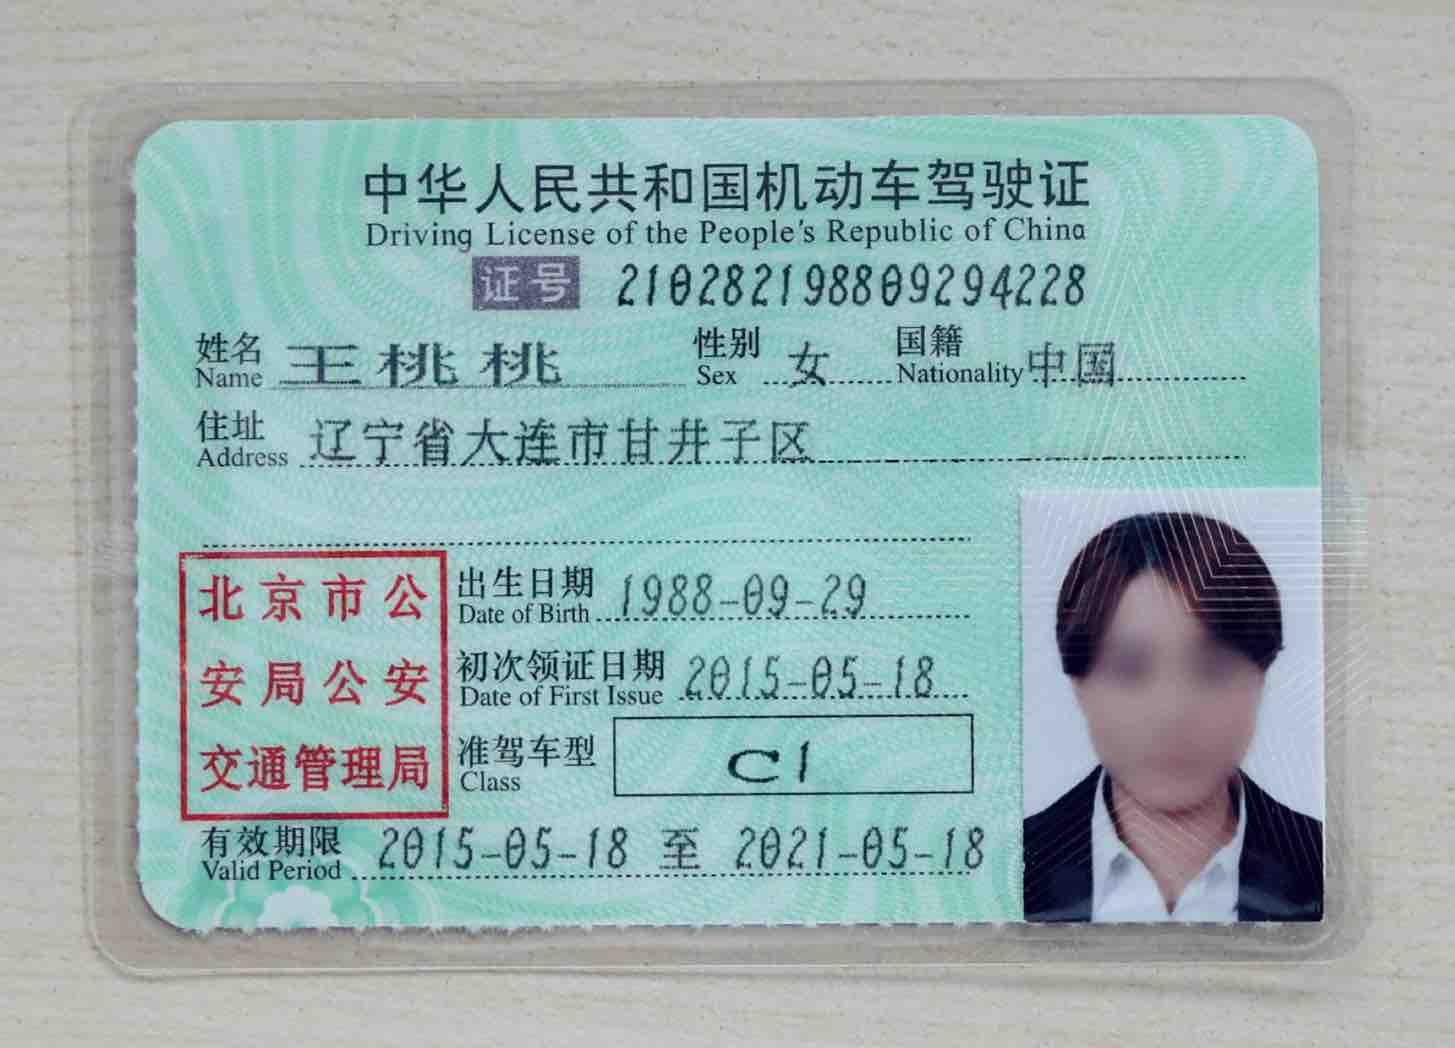 中华人民共和国机动车驾驶证
Driving License of the People's Republic of China
证号 210282198809294228
姓名 王桃桃 性别 女 国籍 中国
Name Sex Nationality
住址 辽宁省大连市甘井子区
Address
北京市公
安局公安
交通管理局
出生日期 1988-09-29
Date of Birth
初次领证日期 2015-05-18
Date of First Issue
准驾车型 C1
Class
有效期限 2015-05-18 至 2021-05-18
Valid Period